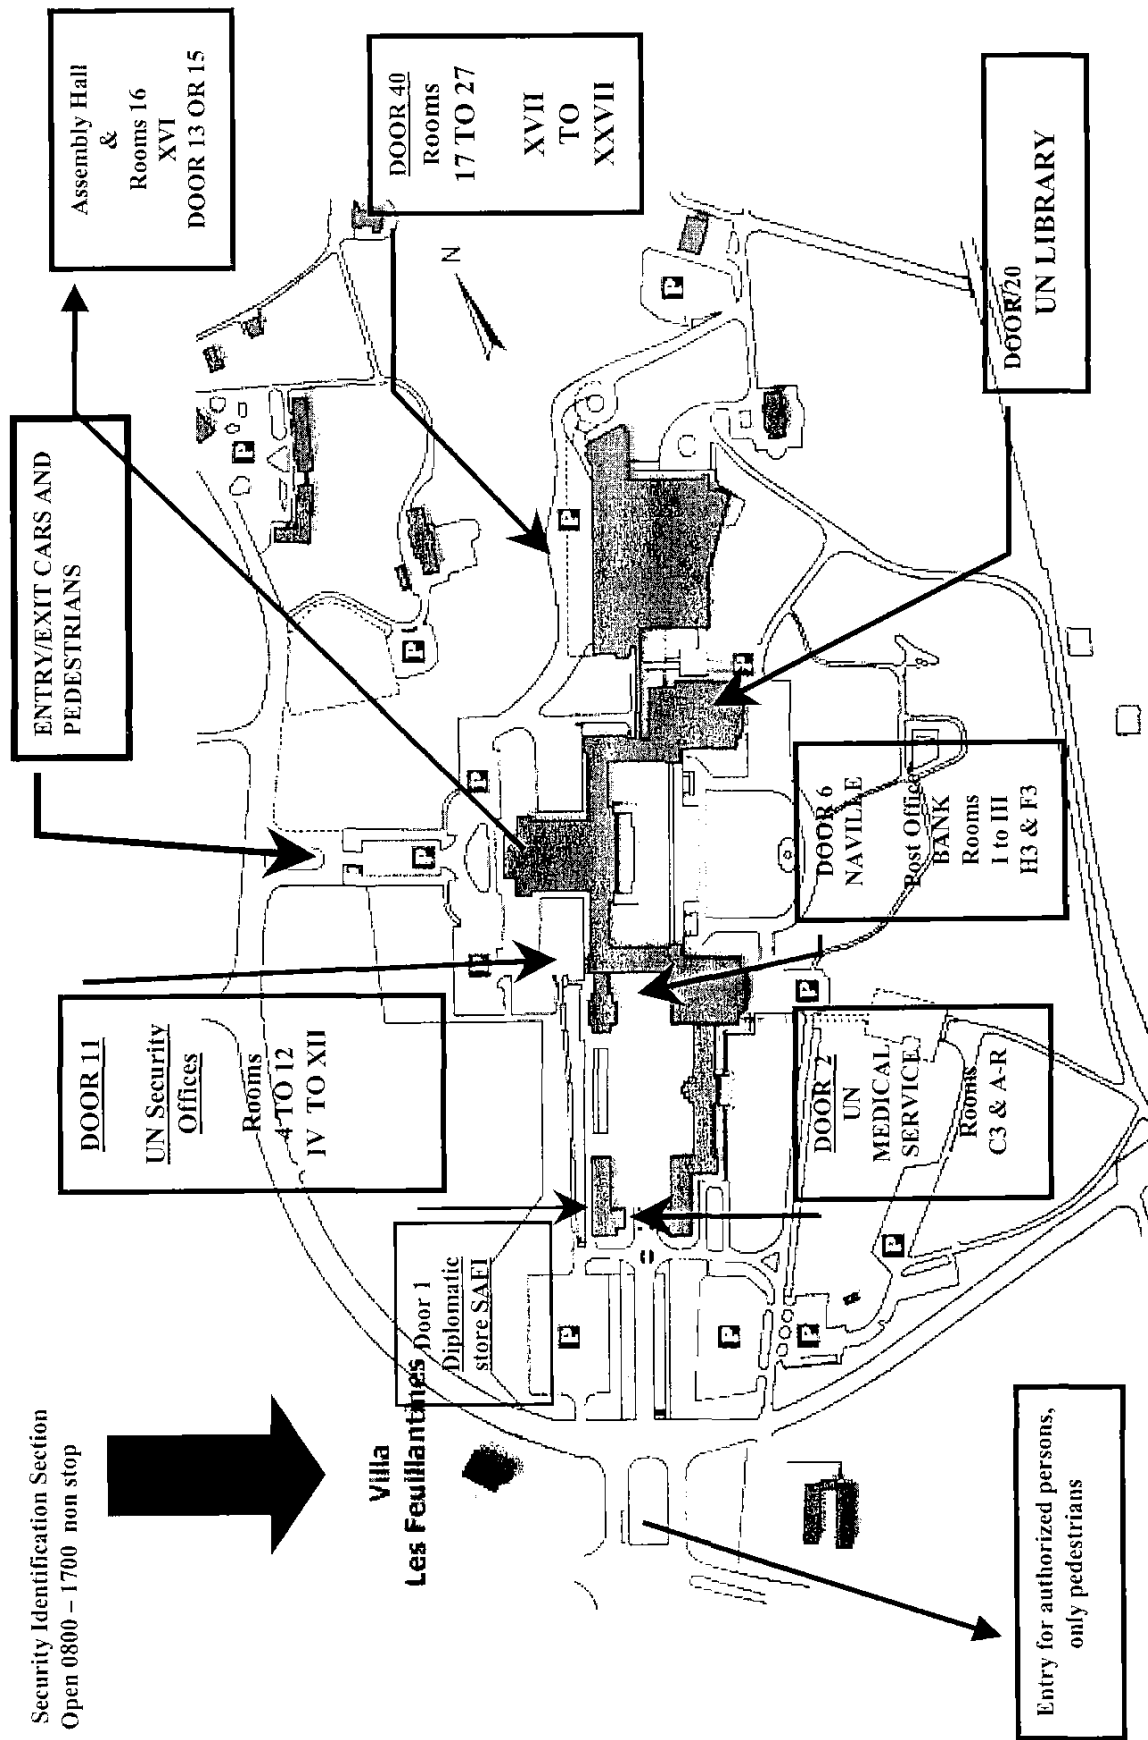 Security Identification Section
Open 0800 – 1700 non stop
Villa
Les Feuillantines
ENTRY/EXIT CARS AND
PEDESTRIANS
Assembly Hall
&
Rooms 16
XVI
DOOR 13 OR 15
DOOR 11
UN Security
Offices
Rooms
4 TO 12
IV TO XII
DOOR 40
Rooms
17 TO 27
XVII
TO
XXVII
N
Door 1
Diplomatic
store SAFI
P
P
P
P
P
P
P
P
P
P
P
P
P
P
DOOR 2
UN
MEDICAL
SERVICE
Rooms
C3 & A-R
DOOR 6
NAVILLE
Post Office
BANK
Rooms
I to III
H3 & F3
DOOR 20
UN LIBRARY
Entry for authorized persons,
only pedestrians